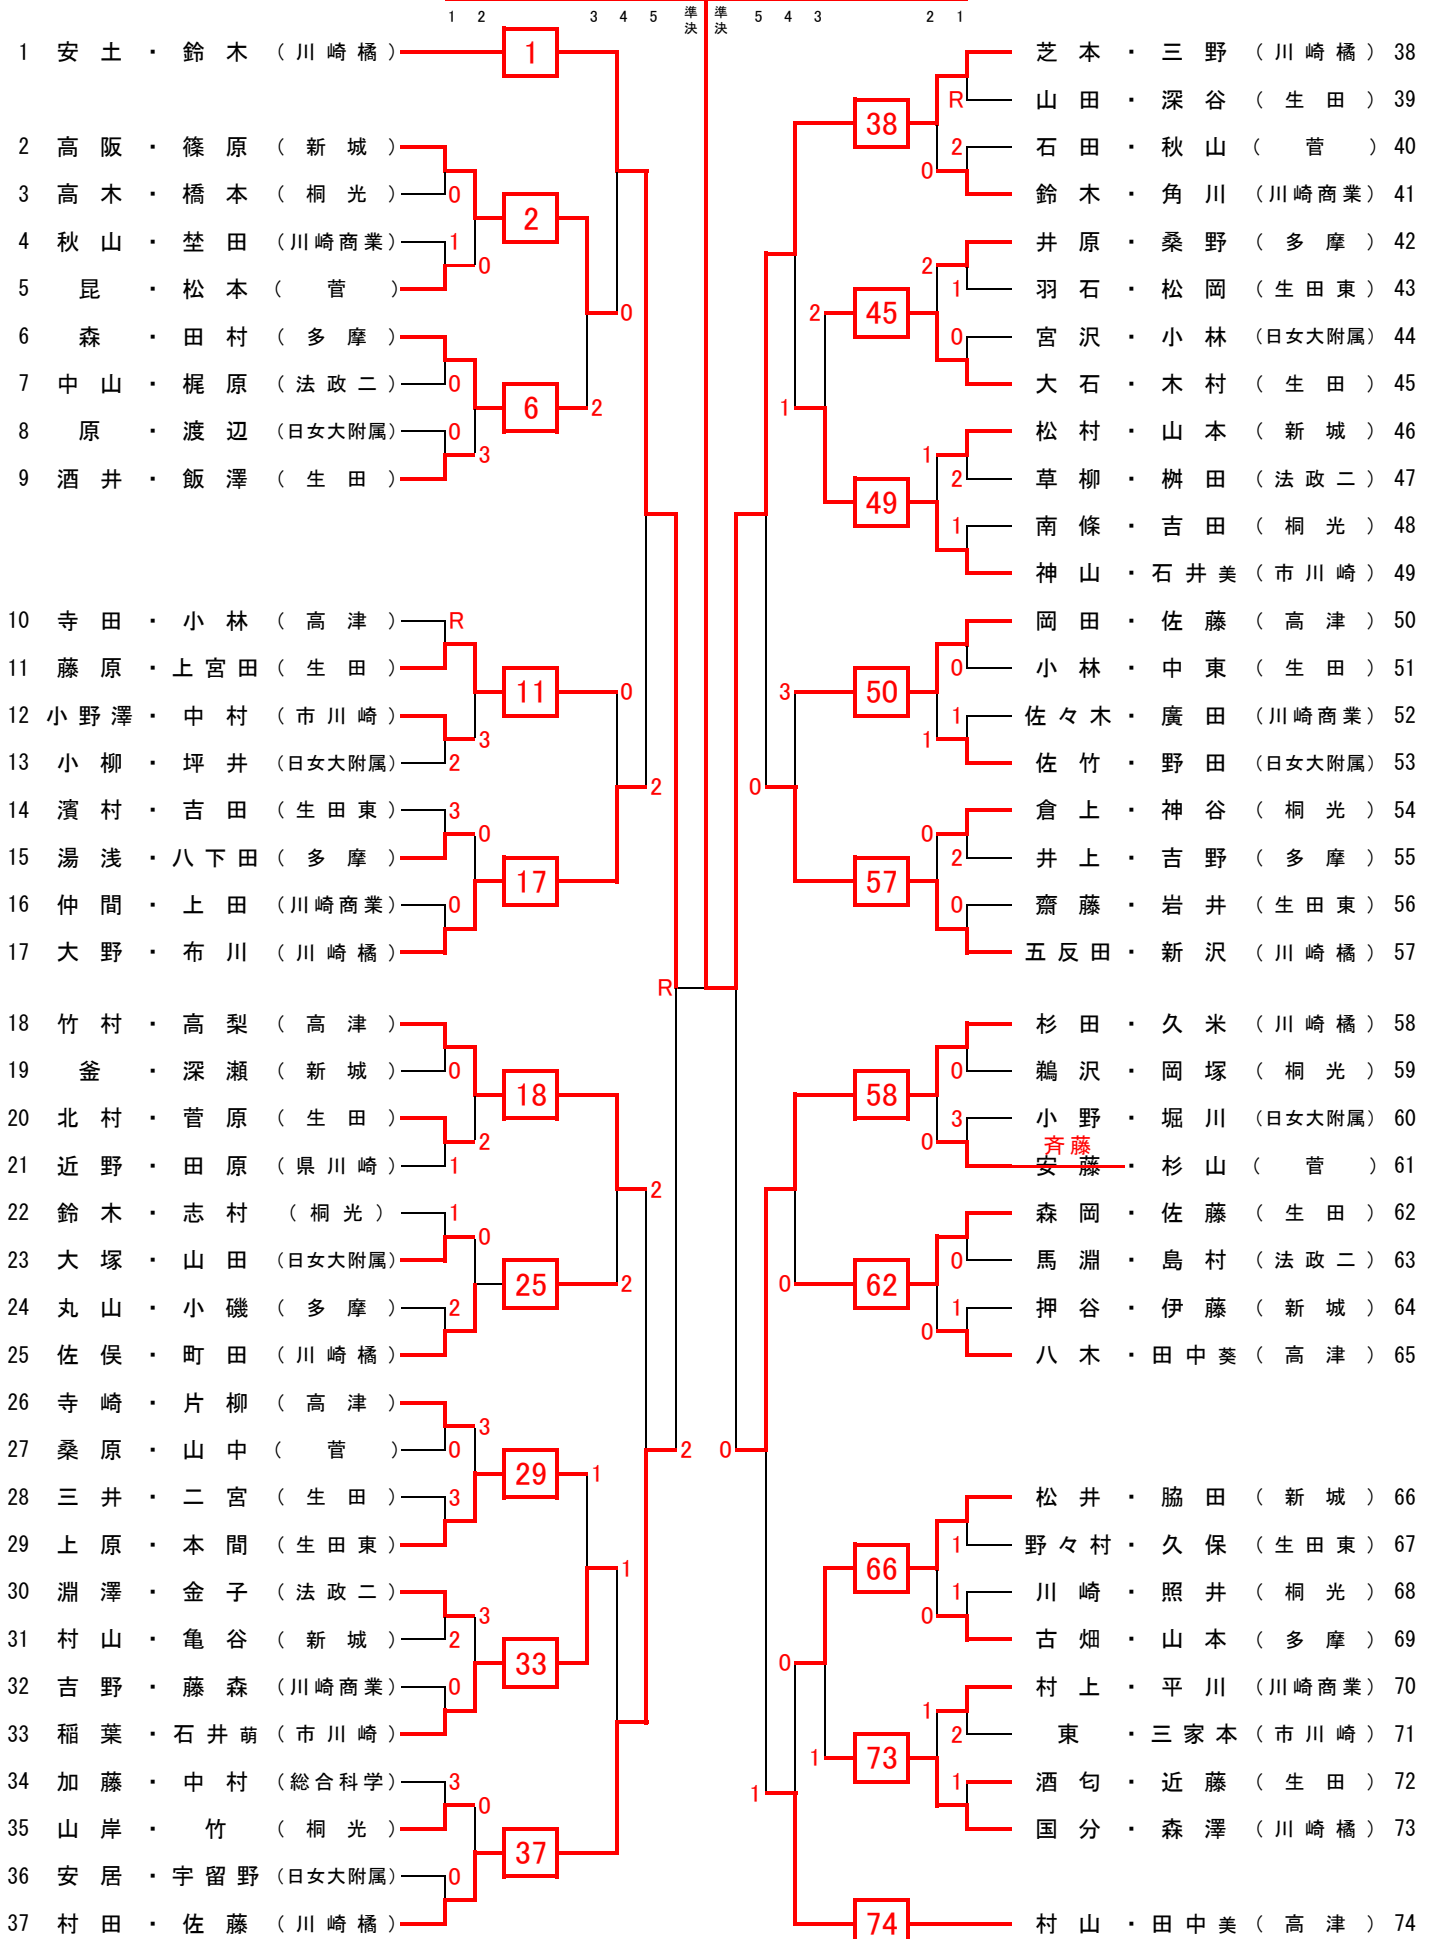 1 2 3 4 5 準決 準決 5 4 3 2 1
1 安土・鈴木（川崎橘）
2 高阪・篠原（新城）
3 高木・橋本（桐光） 0
4 秋山・埜田（川崎商業） 1
0
5 昆・松本（菅）
6 森・田村（多摩）
7 中山・梶原（法政二） 0
8 原・渡辺（日女大附属） 0
3
9 酒井・飯澤（生田）
1
2
6
0
2
10 寺田・小林（高津） R
11 藤原・上宮田（生田）
12 小野澤・中村（市川崎）
3
13 小柳・坪井（日女大附属） 2
14 濱村・吉田（生田東） 3
0
15 湯浅・八下田（多摩）
16 仲間・上田（川崎商業） 0
17 大野・布川（川崎橘）
11
17
0
2
R
18 竹村・高梨（高津）
19 釜・深瀬（新城） 0
20 北村・菅原（生田）
2
21 近野・田原（県川崎） 1
22 鈴木・志村（桐光） 1
0
23 大塚・山田（日女大附属）
24 丸山・小磯（多摩） 2
25 佐俣・町田（川崎橘）
18
25
2
2
26 寺崎・片柳（高津）
3
27 桑原・山中（菅） 0
28 三井・二宮（生田） 3
29 上原・本間（生田東）
30 淵澤・金子（法政二）
3
31 村山・亀谷（新城） 2
32 吉野・藤森（川崎商業） 0
33 稲葉・石井萌（市川崎）
34 加藤・中村（総合科学） 3
0
35 山岸・竹（桐光）
36 安居・宇留野（日女大附属） 0
37 村田・佐藤（川崎橘）
29
33
37
1
1
2
芝本・三野（川崎橘） 38
R 山田・深谷（生田） 39
2 石田・秋山（菅） 40
0
鈴木・角川（川崎商業） 41
井原・桑野（多摩） 42
2
1 羽石・松岡（生田東） 43
0 宮沢・小林（日女大附属） 44
大石・木村（生田） 45
松村・山本（新城） 46
1
2 草柳・桝田（法政二） 47
1 南條・吉田（桐光） 48
神山・石井美（市川崎） 49
38
45
49
2
1
岡田・佐藤（高津） 50
0 小林・中東（生田） 51
1 佐々木・廣田（川崎商業） 52
1
佐竹・野田（日女大附属） 53
倉上・神谷（桐光） 54
0
2 井上・吉野（多摩） 55
0 齋藤・岩井（生田東） 56
五反田・新沢（川崎橘） 57
50
57
3
0
杉田・久米（川崎橘） 58
0 鵜沢・岡塚（桐光） 59
3 小野・堀川（日女大附属） 60
0
斉藤
安藤・杉山（菅） 61
森岡・佐藤（生田） 62
0 馬淵・島村（法政二） 63
1 押谷・伊藤（新城） 64
0
八木・田中葵（高津） 65
58
62
0
0
松井・脇田（新城） 66
1 野々村・久保（生田東） 67
1 川崎・照井（桐光） 68
0
古畑・山本（多摩） 69
村上・平川（川崎商業） 70
1
2 東・三家本（市川崎） 71
1 酒匂・近藤（生田） 72
国分・森澤（川崎橘） 73
村山・田中美（高津） 74
66
73
74
0
1
1